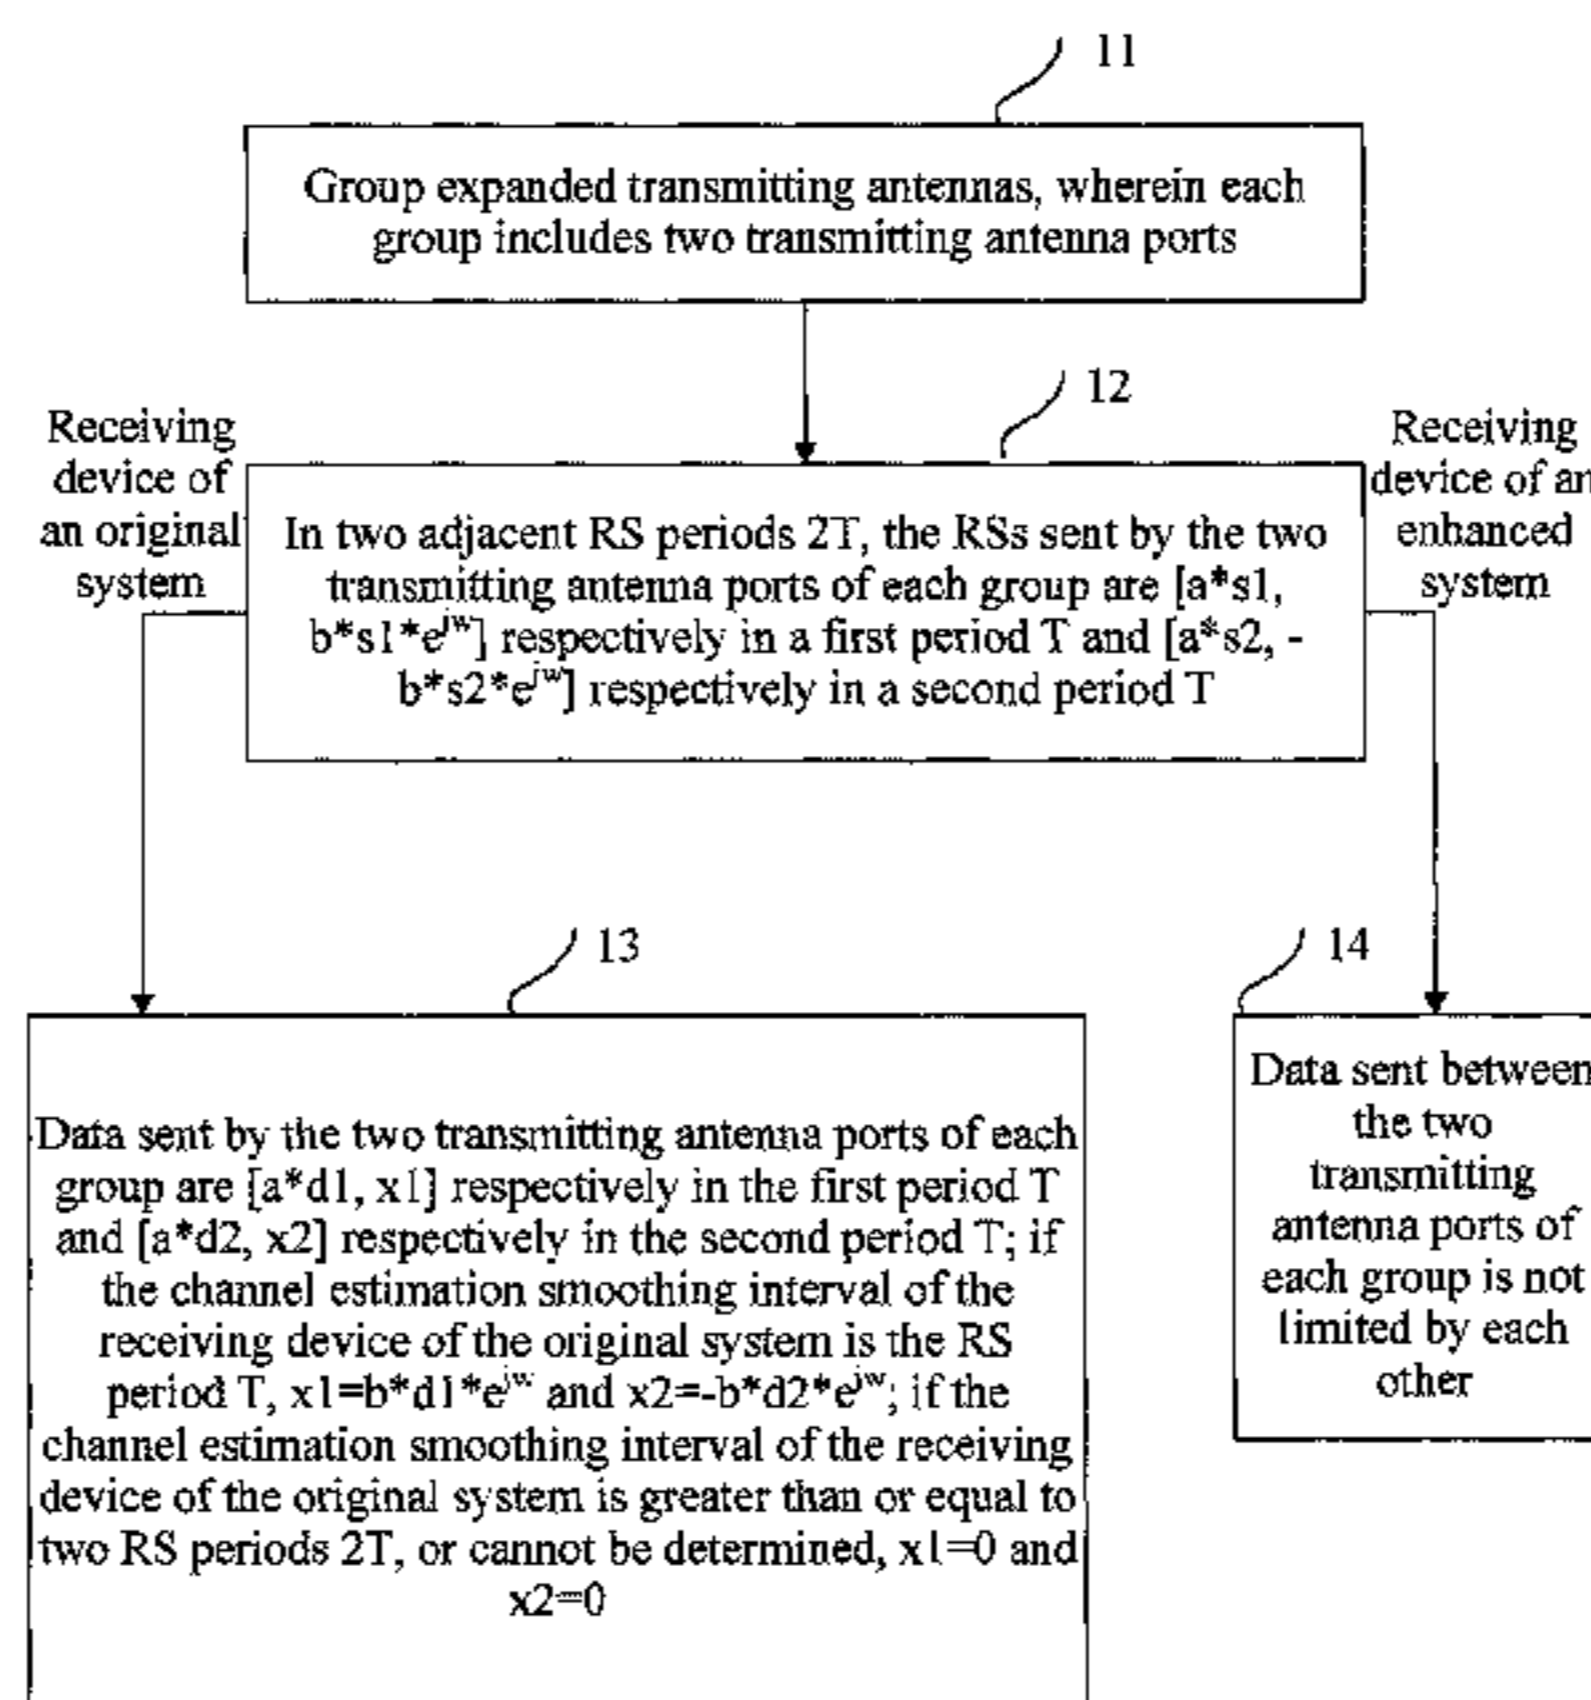 11
Group expanded transmitting antennas, wherein each
group includes two transmitting antenna ports
12
Receiving
device of
an original
system
Receiving
device of an
enhanced
system
In two adjacent RS periods 2T, the RSs sent by the two
transmitting antenna ports of each group are [a*s1,
b*s1*e^jw] respectively in a first period T and [a*s2, -
b*s2*e^jw] respectively in a second period T
13
14
Data sent by the two transmitting antenna ports of each
group are [a*d1, x1] respectively in the first period T
and [a*d2, x2] respectively in the second period T; if
the channel estimation smoothing interval of the
receiving device of the original system is the RS
period T, x1=b*d1*e^jw and x2=-b*d2*e^jw; if the
channel estimation smoothing interval of the receiving
device of the original system is greater than or equal to
two RS periods 2T, or cannot be determined, x1=0 and
x2=0
Data sent between
the two
transmitting
antenna ports of
each group is not
limited by each
other